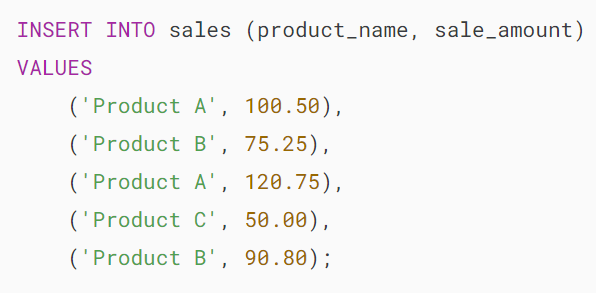 INSERT INTO sales (product_name, sale_amount)
VALUES
    ('Product A', 100.50),
    ('Product B', 75.25),
    ('Product A', 120.75),
    ('Product C', 50.00),
    ('Product B', 90.80);